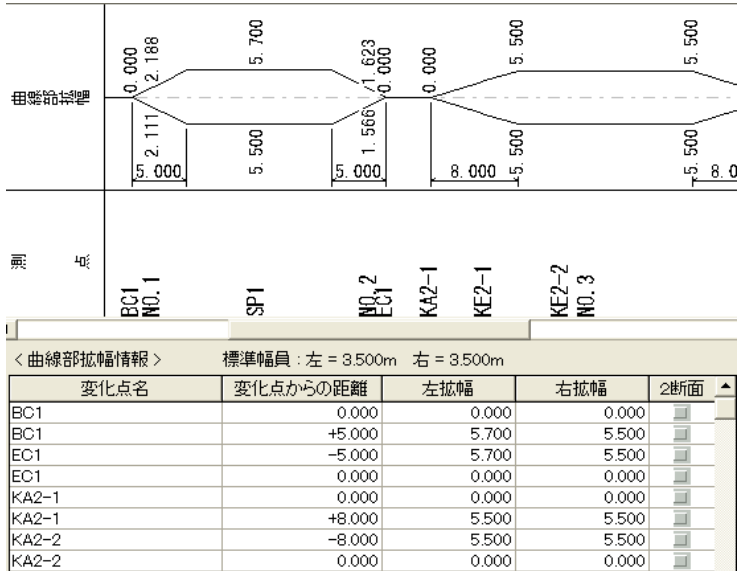 曲線部拡幅
0.000
2.188
5.700
1.623
0.000
0.000
5.500
5.500
2.111
5.500
1.566
5.500
5.500
5.000
5.000
8.000
8.0
測 点
BC1
NO.1
SP1
NO.2
EC1
KA2-1
KE2-1
KE2-2
NO.3
<曲線部拡幅情報> 標準幅員:左 = 3.500m 右 = 3.500m
変化点名 変化点からの距離 左拡幅 右拡幅 2断面
BC1 0.000 0.000 0.000
BC1 +5.000 5.700 5.500
EC1 -5.000 5.700 5.500
EC1 0.000 0.000 0.000
KA2-1 0.000 0.000 0.000
KA2-1 +8.000 5.500 5.500
KA2-2 -8.000 5.500 5.500
KA2-2 0.000 0.000 0.000